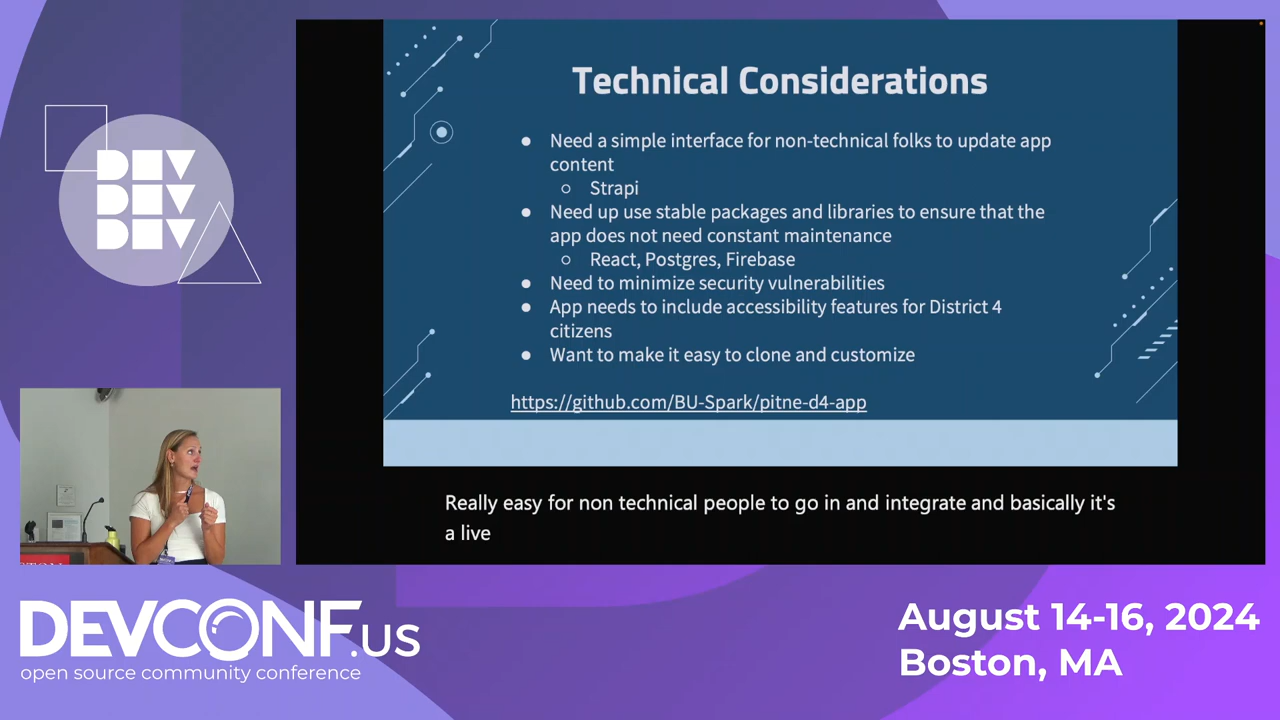 DEV
DEV
DEV
Technical Considerations
● Need a simple interface for non-technical folks to update app
content
○ Strapi
● Need up use stable packages and libraries to ensure that the
app does not need constant maintenance
○ React, Postgres, Firebase
● Need to minimize security vulnerabilities
● App needs to include accessibility features for District 4
citizens
● Want to make it easy to clone and customize
https://github.com/BU-Spark/pitne-d4-app
Really easy for non technical people to go in and integrate and basically it's
a live
DEVCONF.US
open source community conference
August 14-16, 2024
Boston, MA